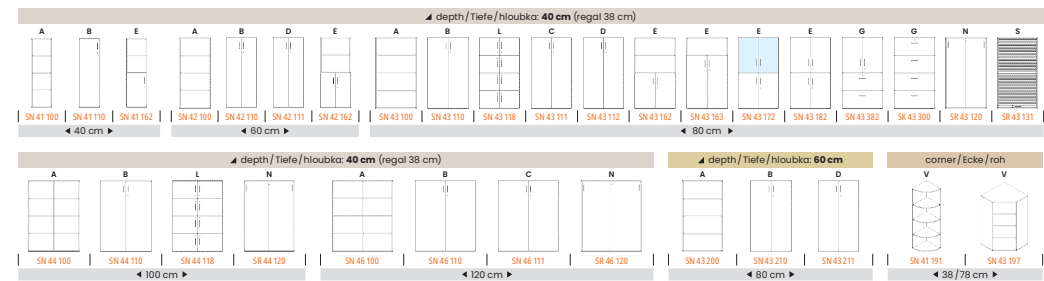 ◢ depth/Tiefe/hloubka: 40 cm (regal 38 cm)
A B E A B D E A B L C D E E E E G G N S
SN 41 100 SN 41 110 SN 41 162 SN 42 100 SN 42 110 SN 42 111 SN 42 162 SN 43 100 SN 43 110 SN 43 118 SN 43 111 SN 43 112 SN 43 162 SN 43 163 SN 43 172 SN 43 182 SN 43 382 SK 43 300 SR 43 120 SR 43 131
◀ 40 cm ▶ ◀ 60 cm ▶ ◀ 80 cm ▶
◢ depth/Tiefe/hloubka: 40 cm (regal 38 cm) ◢ depth/Tiefe/hloubka: 60 cm corner/Ecke/roh
A B L N A B C N A B D V V
SN 44 100 SN 44 110 SN 44 118 SR 44 120 SN 46 100 SN 46 110 SN 46 111 SR 46 120 SN 43 200 SN 43 210 SN 43 211 SN 41 191 SN 43 197
◀ 100 cm ▶ ◀ 120 cm ▶ ◀ 80 cm ▶ ◀ 38/78 cm ▶